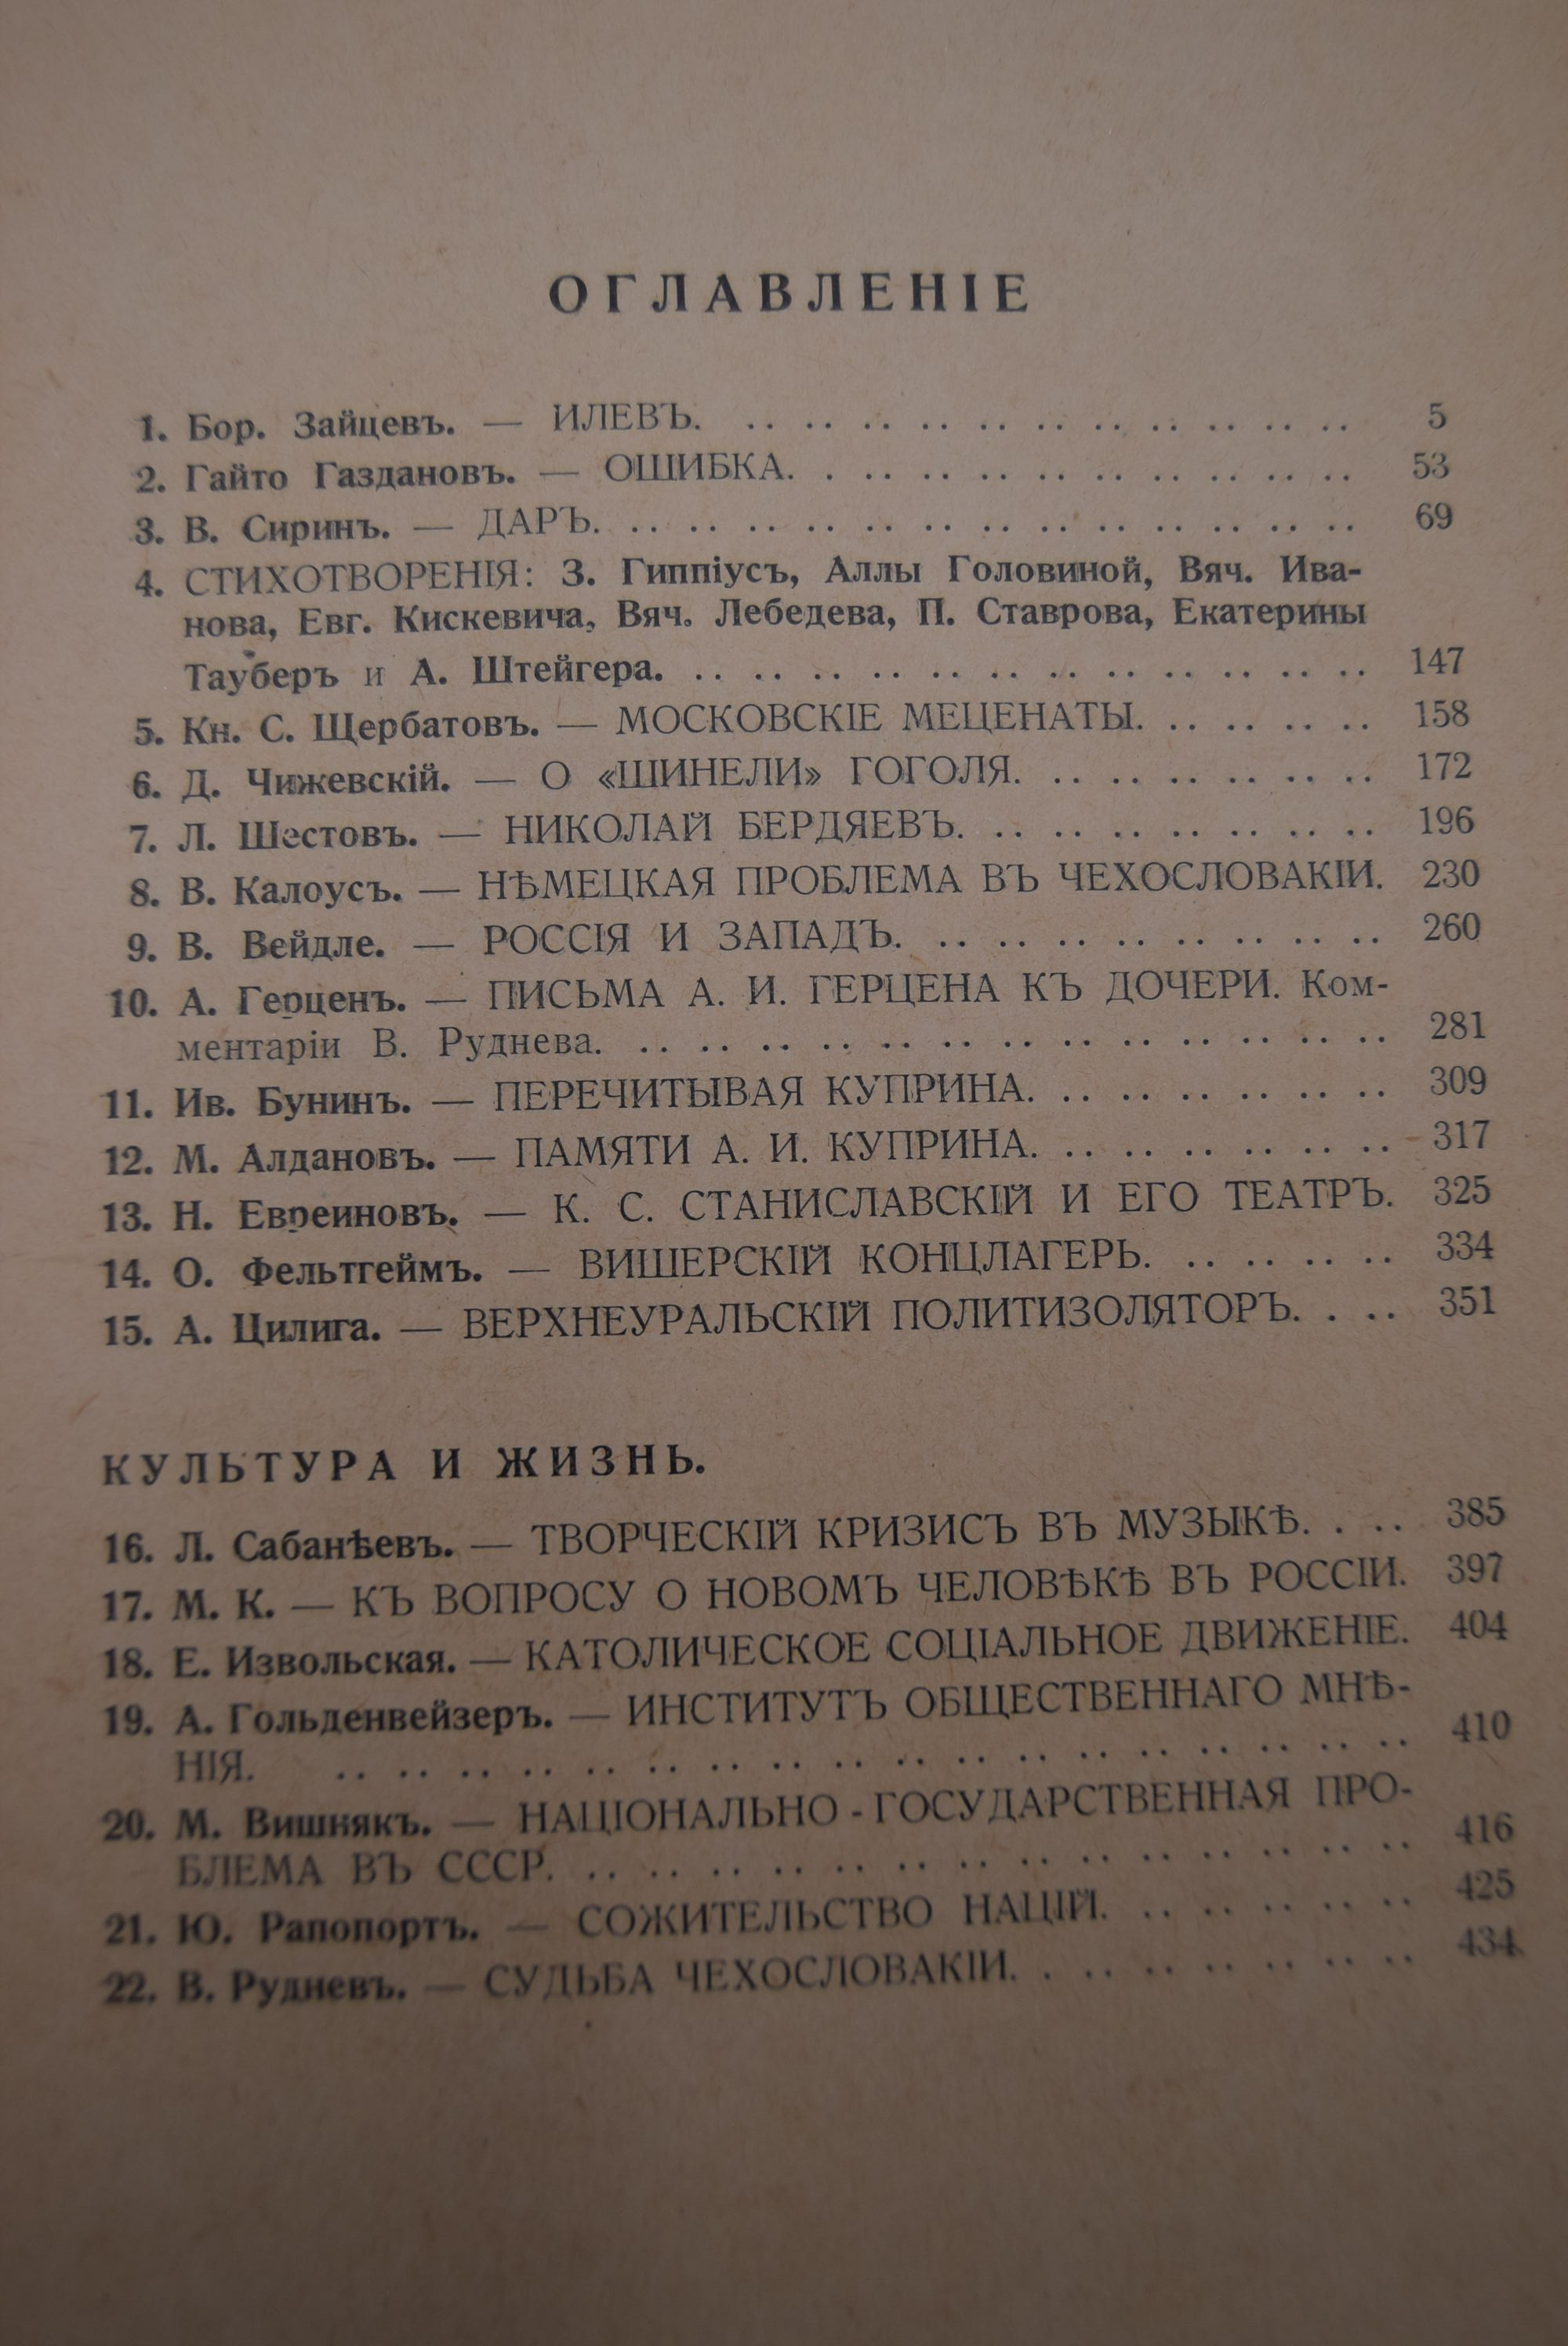 ОГЛАВЛЕНІЕ
1. Бор. Зайцевъ. — ИЛЕВЪ. . . . . . . . . . . . . . . . . . . . . . . 5
2. Гайто Газдановъ. — ОШИБКА. . . . . . . . . . . . . . . . . . . . 53
3. В. Сиринъ. — ДАРЪ. . . . . . . . . . . . . . . . . . . . . . . . . . 69
4. СТИХОТВОРЕНІЯ: З. Гиппіусъ, Аллы Головиной, Вяч. Ива-
нова, Евг. Кискевича, Вяч. Лебедева, П. Ставрова, Екатерины
Тауберъ и А. Штейгера. . . . . . . . . . . . . . . . . . . . . . . . . 147
5. Кн. С. Щербатовъ. — МОСКОВСКІЕ МЕЦЕНАТЫ. . . . . . . . . 158
6. Д. Чижевскій. — О «ШИНЕЛИ» ГОГОЛЯ. . . . . . . . . . . . . 172
7. Л. Шестовъ. — НИКОЛАЙ БЕРДЯЕВЪ. . . . . . . . . . . . . . . 196
8. В. Калоусъ. — НѢМЕЦКАЯ ПРОБЛЕМА ВЪ ЧЕХОСЛОВАКІИ. 230
9. В. Вейдле. — РОССІЯ И ЗАПАДЪ. . . . . . . . . . . . . . . . . 260
10. А. Герценъ. — ПИСЬМА А. И. ГЕРЦЕНА КЪ ДОЧЕРИ. Ком-
ментаріи В. Руднева. . . . . . . . . . . . . . . . . . . . . . . . . . . 281
11. Ив. Бунинъ. — ПЕРЕЧИТЫВАЯ КУПРИНА. . . . . . . . . . . . . 309
12. М. Алдановъ. — ПАМЯТИ А. И. КУПРИНА. . . . . . . . . . . . . 317
13. Н. Евреиновъ. — К. С. СТАНИСЛАВСКІЙ И ЕГО ТЕАТРЪ. 325
14. О. Фельтгеймъ. — ВИШЕРСКІЙ КОНЦЛАГЕРЬ. . . . . . . . . 334
15. А. Цилига. — ВЕРХНЕУРАЛЬСКІЙ ПОЛИТИЗОЛЯТОРЪ. . . . 351
КУЛЬТУРА И ЖИЗНЬ.
16. Л. Сабанѣевъ. — ТВОРЧЕСКІЙ КРИЗИСЪ ВЪ МУЗЫКѢ. . . . 385
17. М. К. — КЪ ВОПРОСУ О НОВОМЪ ЧЕЛОВѢКѢ ВЪ РОССІИ. 397
18. Е. Извольская. — КАТОЛИЧЕСКОЕ СОЦІАЛЬНОЕ ДВИЖЕНІЕ. 404
19. А. Гольденвейзеръ. — ИНСТИТУТЪ ОБЩЕСТВЕННАГО МНѢ-
НІЯ. . . . . . . . . . . . . . . . . . . . . . . . . . . . . . . . . . . . . 410
20. М. Вишнякъ. — НАЦІОНАЛЬНО - ГОСУДАРСТВЕННАЯ ПРО-
БЛЕМА ВЪ СССР. . . . . . . . . . . . . . . . . . . . . . . . . . . . . 416
21. Ю. Рапопортъ. — СОЖИТЕЛЬСТВО НАЦІЙ. . . . . . . . . . . 425
22. В. Рудневъ. — СУДЬБА ЧЕХОСЛОВАКІИ. . . . . . . . . . . . . . 434